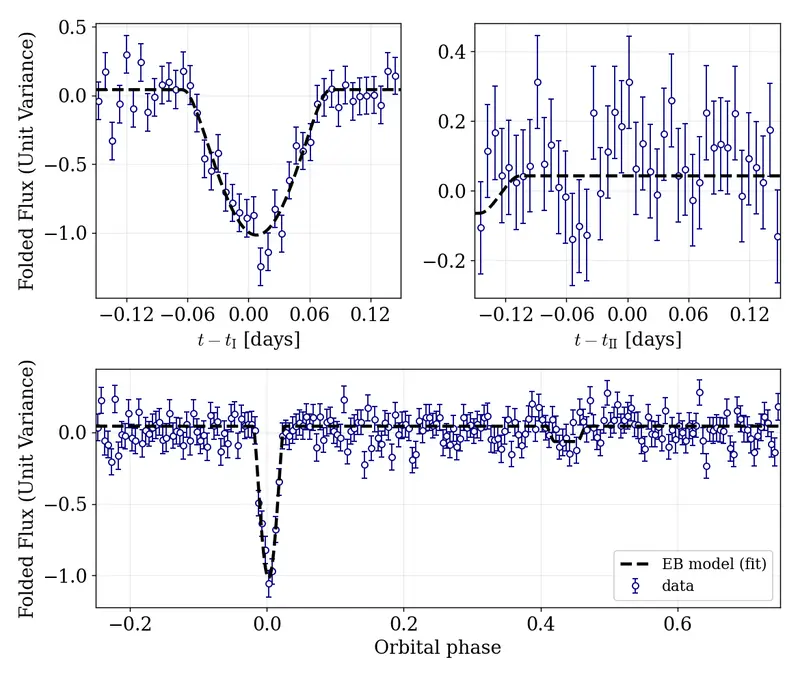 Folded Flux (Unit Variance)
0.5
0.0
−0.5
−1.0
−0.12 −0.06 0.00 0.06 0.12
t − tI [days]
0.4
0.2
0.0
−0.2
−0.12 −0.06 0.00 0.06 0.12
t − tII [days]
Folded Flux (Unit Variance)
0.0
−0.5
−1.0
−0.2 0.0 0.2 0.4 0.6
Orbital phase
EB model (fit)
data